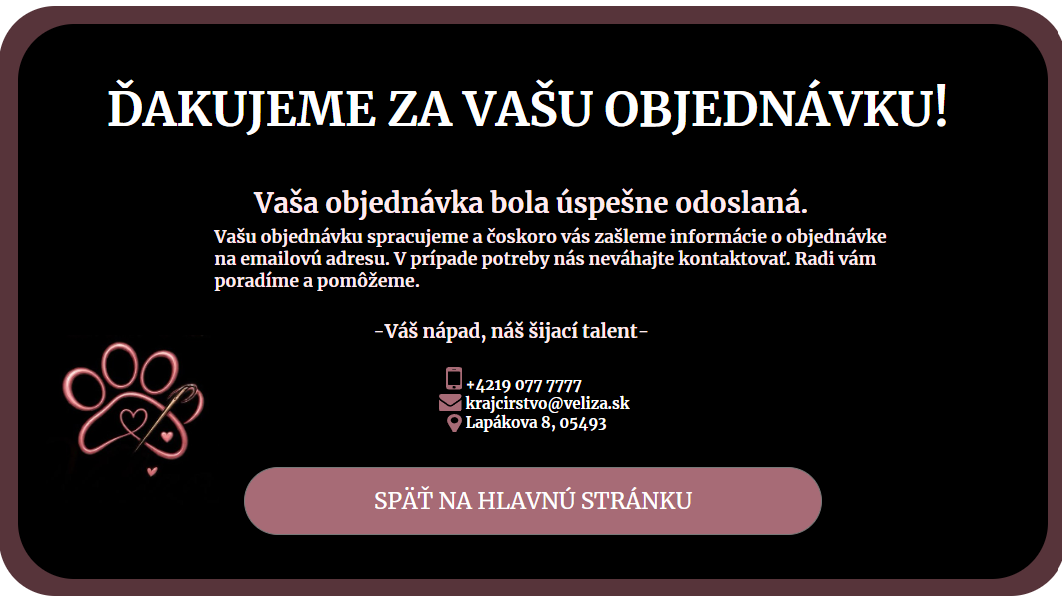 ĎAKUJEME ZA VAŠU OBJEDNÁVKU!
Vaša objednávka bola úspešne odoslaná.
Vašu objednávku spracujeme a čoskoro vás zašleme informácie o objednávke
na emailovú adresu. V prípade potreby nás neváhajte kontaktovať. Radi vám
poradíme a pomôžeme.
-Váš nápad, náš šijací talent-
+4219 077 7777
krajcirstvo@veliza.sk
Lapákova 8, 05493
SPÄŤ NA HLAVNÚ STRÁNKU